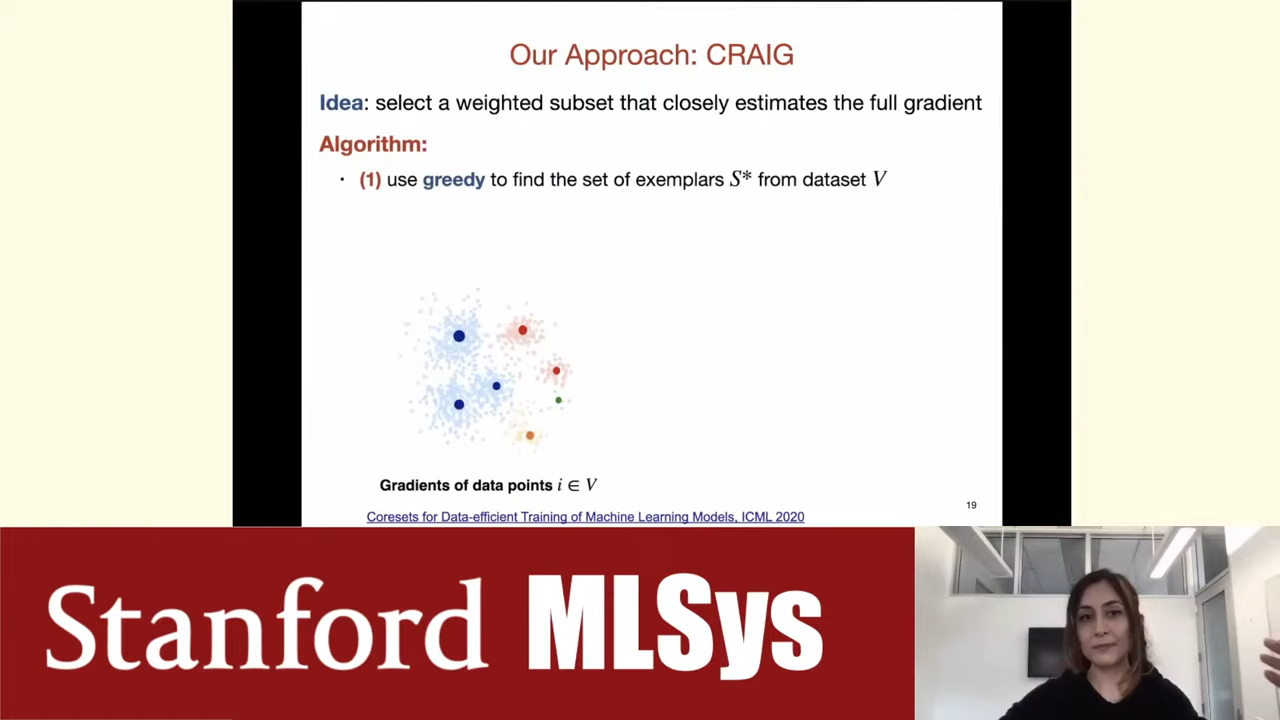 Our Approach: CRAIG
Idea: select a weighted subset that closely estimates the full gradient
Algorithm:
· (1) use greedy to find the set of exemplars S* from dataset V
Gradients of data points i ∈ V
19
Coresets for Data-efficient Training of Machine Learning Models, ICML 2020
Stanford MLSys